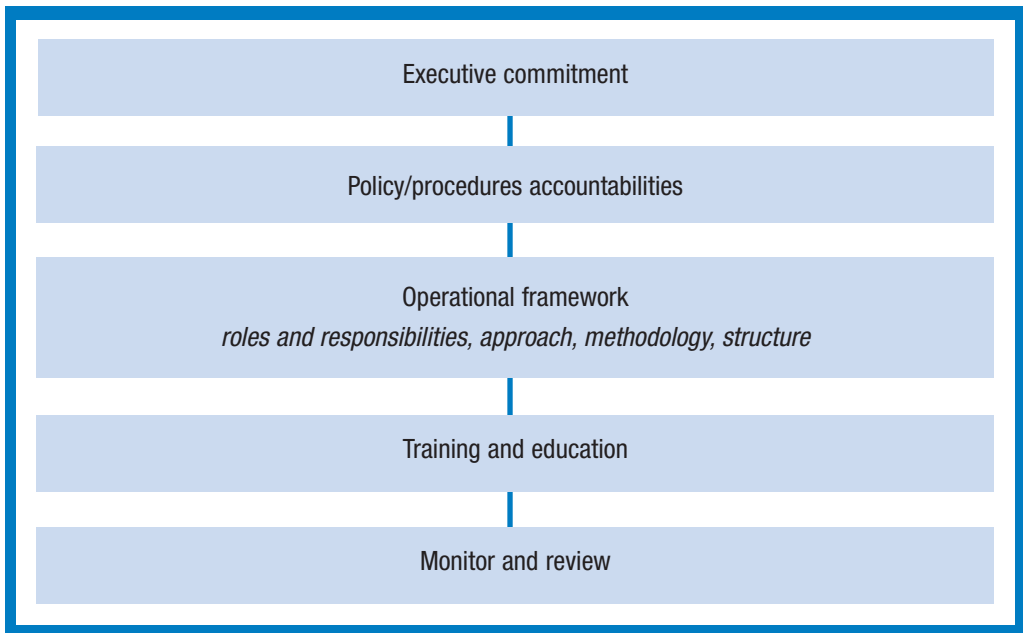 Executive commitment
Policy/procedures accountabilities
Operational framework
roles and responsibilities, approach, methodology, structure
Training and education
Monitor and review